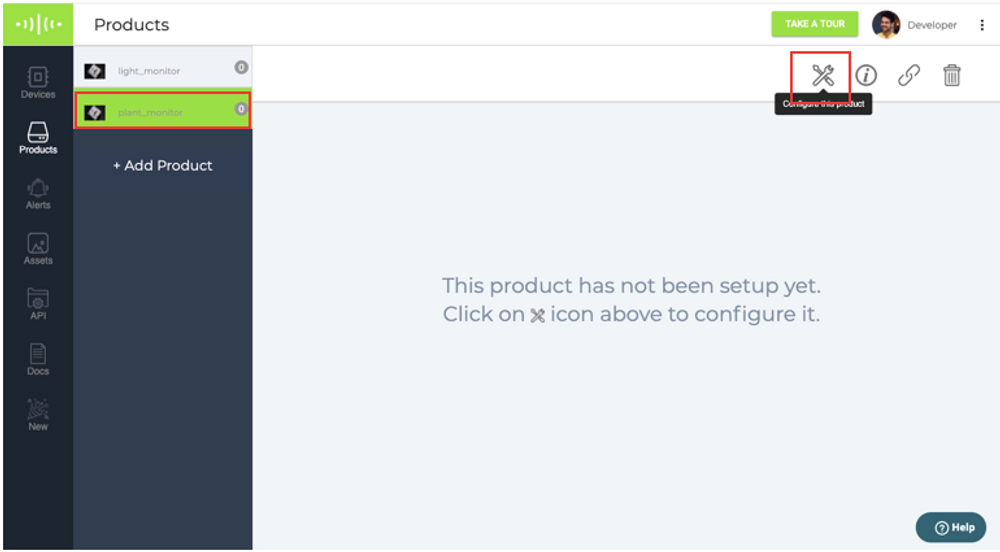 Products
TAKE A TOUR
Developer
light_monitor
0
plant_monitor
0
Configure this product
+ Add Product
Devices
Products
Alerts
Assets
API
Docs
New
This product has not been setup yet.
Click on icon above to configure it.
Help